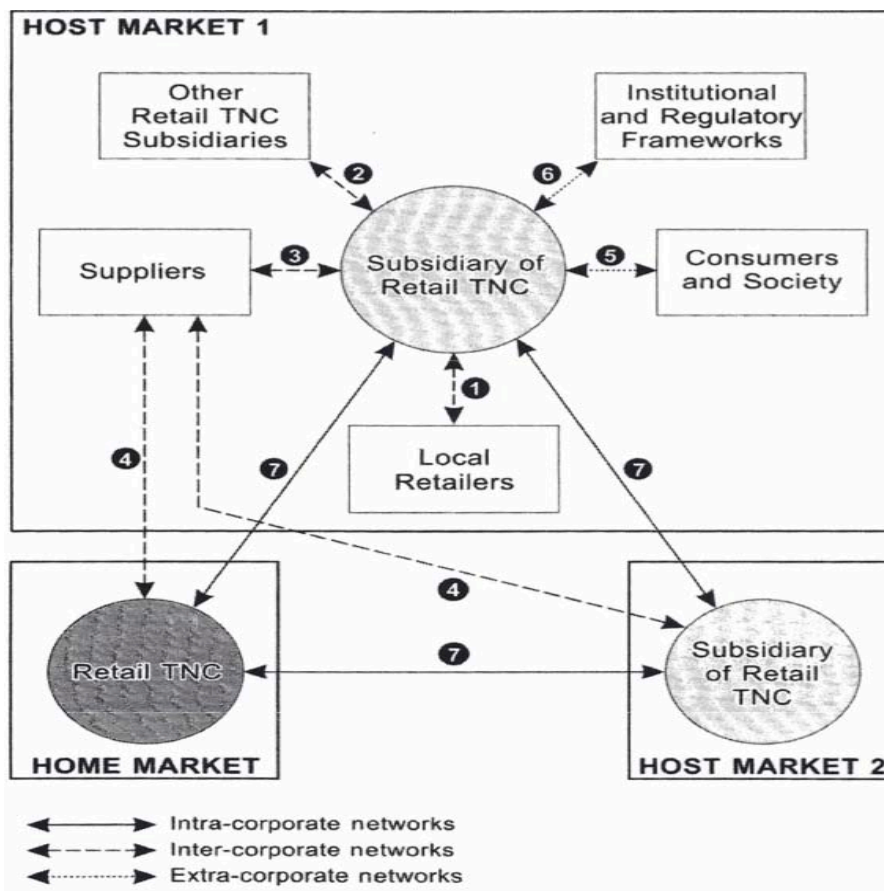 HOST MARKET 1
Other
Retail TNC
Subsidiaries
Institutional
and Regulatory
Frameworks
2
6
Suppliers
3
Subsidiary of
Retail TNC
5
Consumers
and Society
1
4
7
Local
Retailers
7
4
Retail TNC
7
Subsidiary
of Retail
TNC
HOME MARKET
HOST MARKET 2
Intra-corporate networks
Inter-corporate networks
Extra-corporate networks